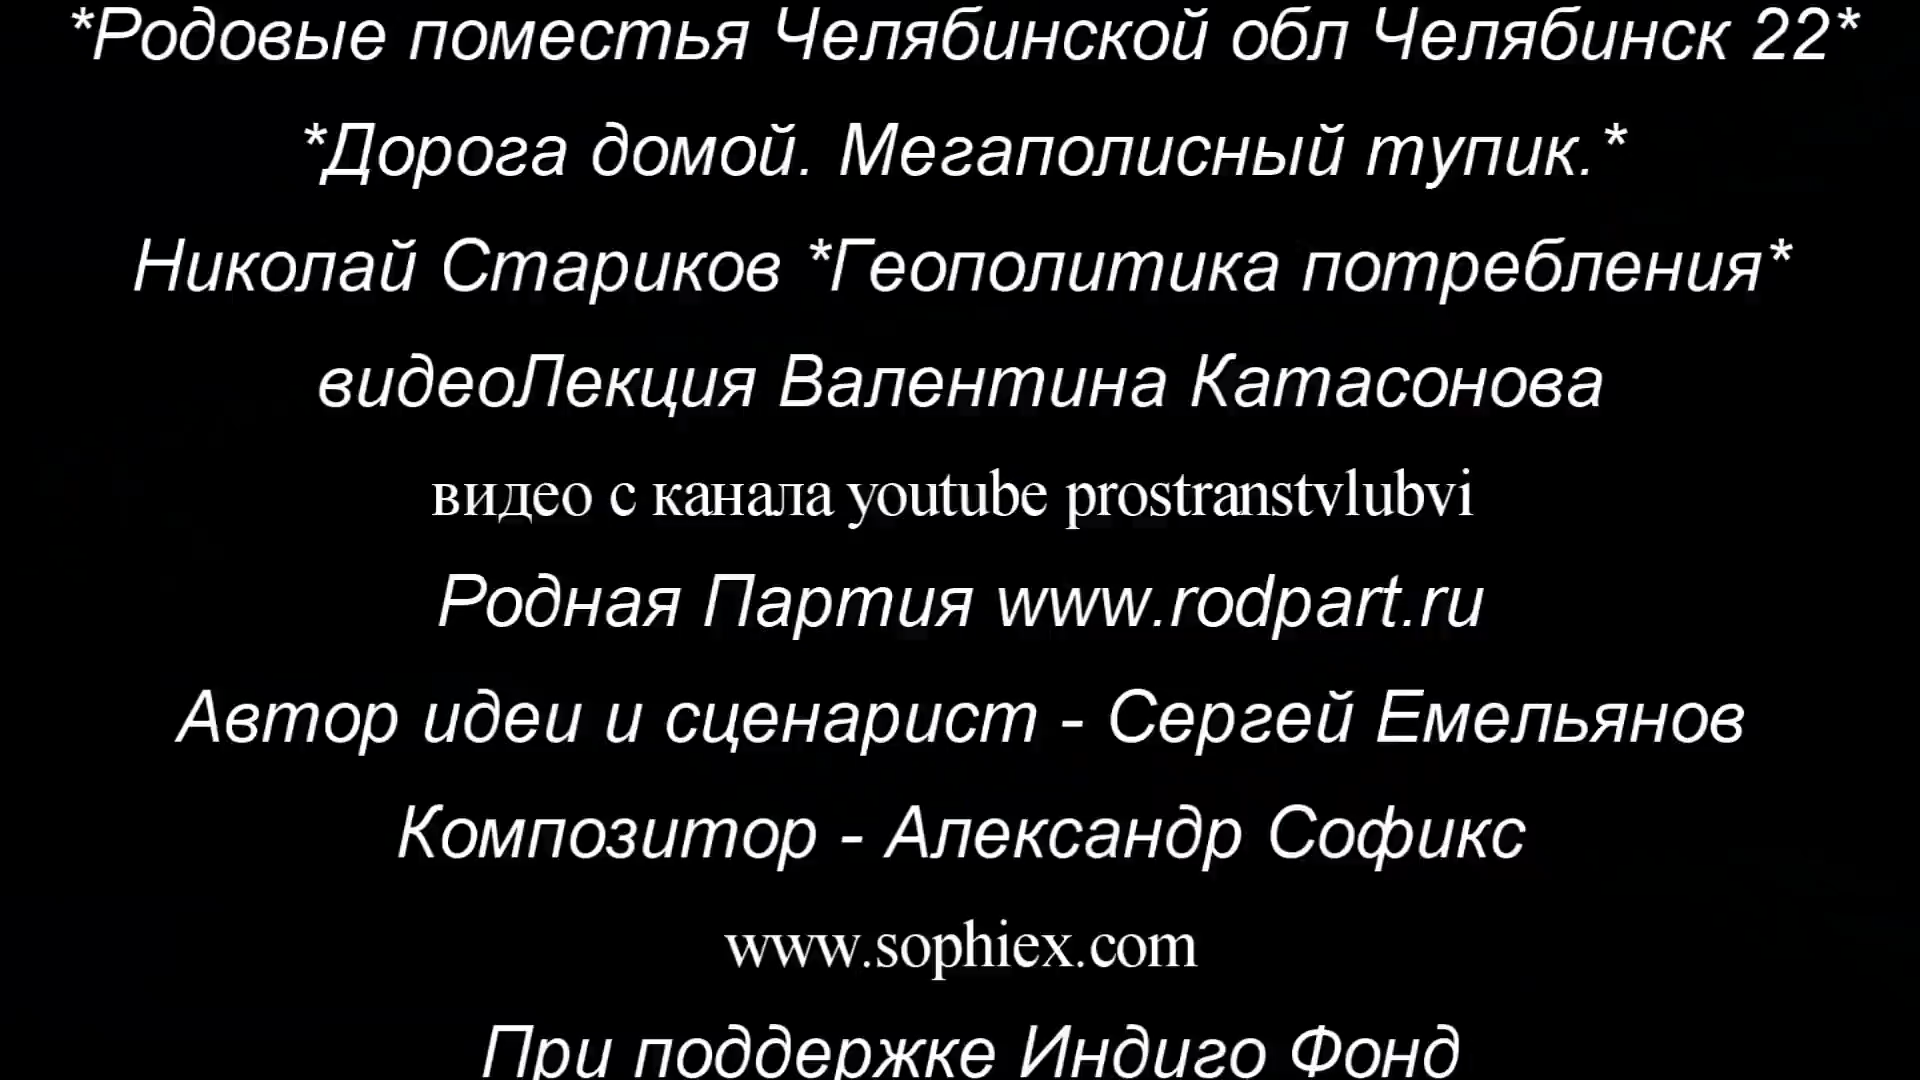 *Родовые поместья Челябинской обл Челябинск 22*
*Дорога домой. Мегаполисный тупик.*
Николай Стариков *Геополитика потребления*
видеоЛекция Валентина Катасонова
видео с канала youtube prostranstvlubvi
Родная Партия www.rodpart.ru
Автор идеи и сценарист - Сергей Емельянов
Композитор - Александр Софикс
www.sophiex.com
При поддержке Индиго Фонд